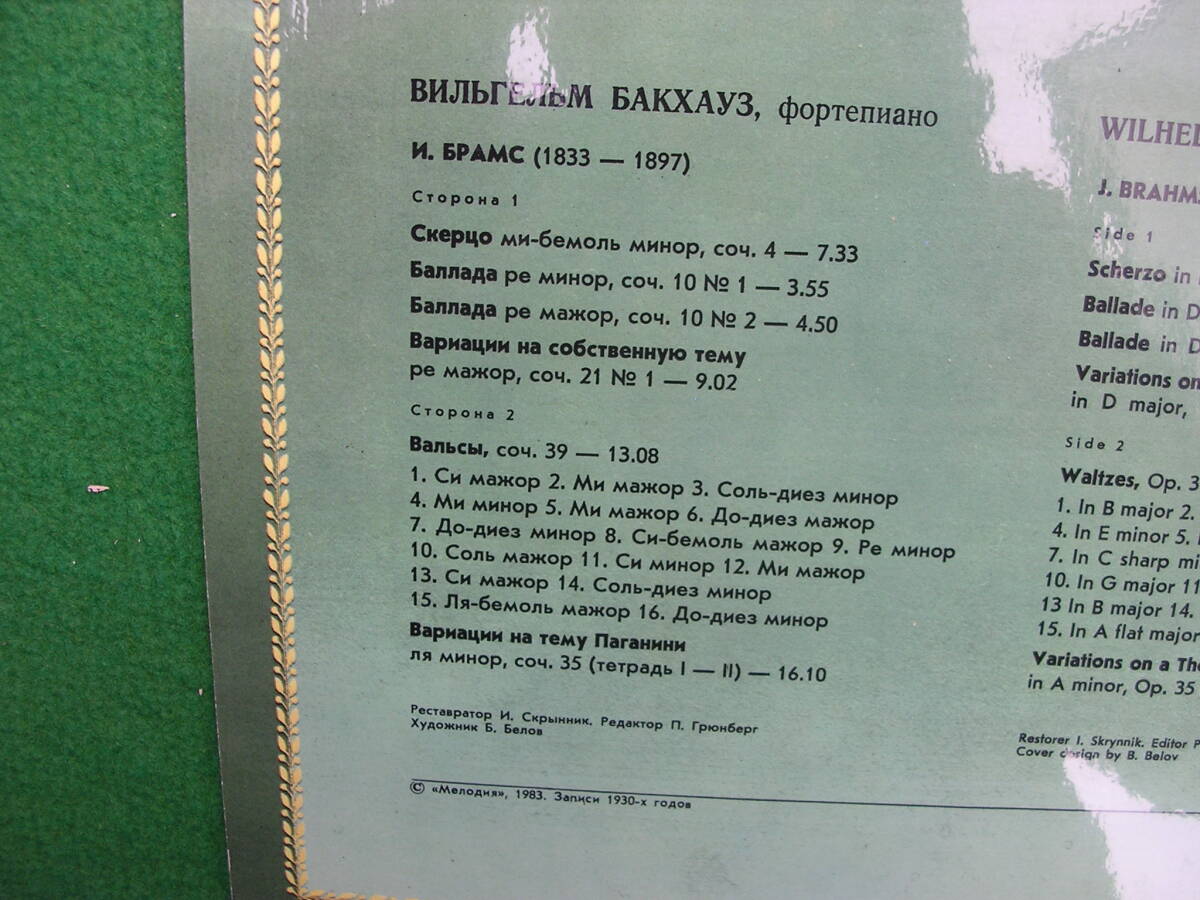 ВИЛЬГЕЛЬМ БАКХАУЗ, фортепиано
И. БРАМС (1833 — 1897)
Сторона 1
Скерцо ми-бемоль минор, соч. 4 — 7.33
Баллада ре минор, соч. 10 № 1 — 3.55
Баллада ре мажор, соч. 10 № 2 — 4.50
Вариации на собственную тему
ре мажор, соч. 21 № 1 — 9.02
Сторона 2
Вальсы, соч. 39 — 13.08
1. Си мажор 2. Ми мажор 3. Соль-диез минор
4. Ми минор 5. Ми мажор 6. До-диез мажор
7. До-диез минор 8. Си-бемоль мажор 9. Ре минор
10. Соль мажор 11. Си минор 12. Ми мажор
13. Си мажор 14. Соль-диез минор
15. Ля-бемоль мажор 16. До-диез минор
Вариации на тему Паганини
ля минор, соч. 35 (тетрадь I — II) — 16.10
Реставратор И. Скрынник. Редактор П. Грюнберг
Художник Б. Белов
© «Мелодия», 1983. Записи 1930-х годов
WILHEL
J. BRAHM
Side 1
Scherzo in
Ballade in D
Ballade in D
Variations on
in D major,
Side 2
Waltzes, Op. 3
1. In B major 2.
4. In E minor 5.
7. In C sharp mi
10. In G major 11
13 In B major 14.
15. In A flat major
Variations on a The
in A minor, Op. 35
Restorer I. Skrynnik. Editor P
Cover design by B. Belov